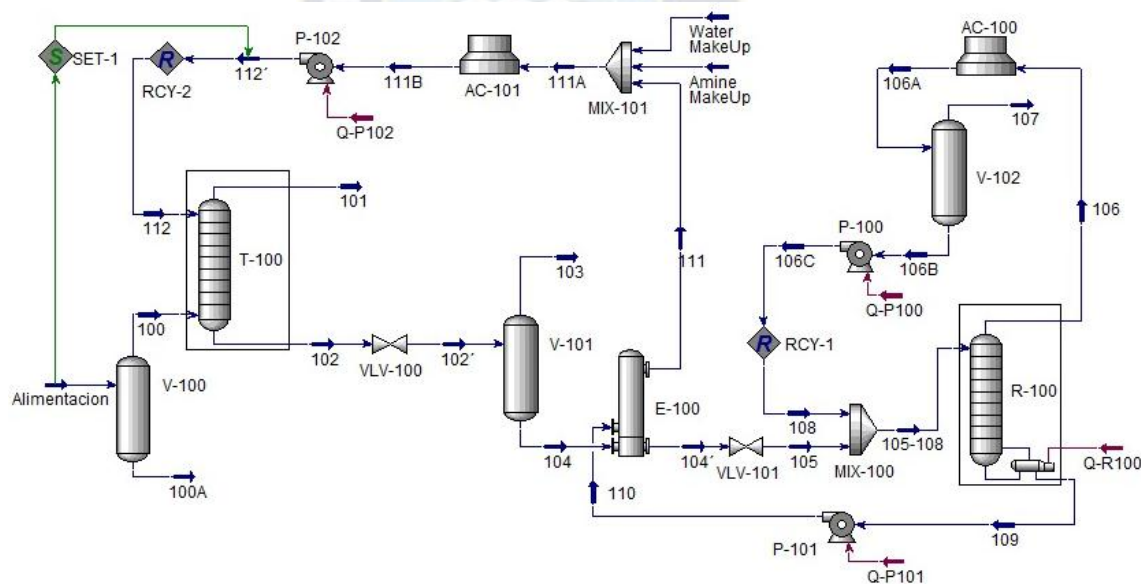 S
SET-1
R
RCY-2
112'
P-102
Q-P102
111B
AC-101
111A
MIX-101
Water
MakeUp
Amine
MakeUp
AC-100
106A
107
V-102
106
P-100
106C
106B
Q-P100
101
112
T-100
111
103
100
102
VLV-100
102'
V-101
R
RCY-1
R-100
E-100
108
105-108
Alimentacion
V-100
104
104'
VLV-101
105
MIX-100
Q-R100
100A
110
P-101
109
Q-P101